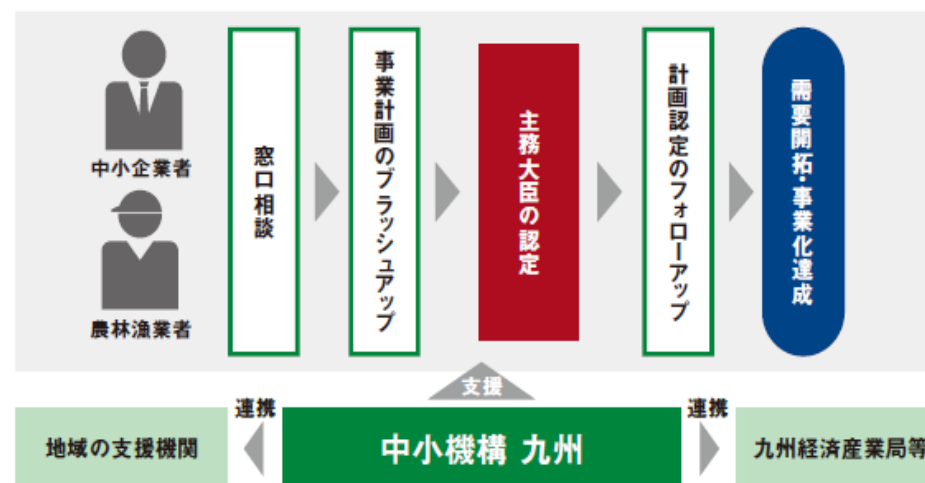 中小企業者
農林漁業者
窓口相談
事業計画のブラッシュアップ
主務大臣の認定
計画認定のフォローアップ
需要開拓・事業化達成
支援
連携
連携
地域の支援機関
中小機構 九州
九州経済産業局等